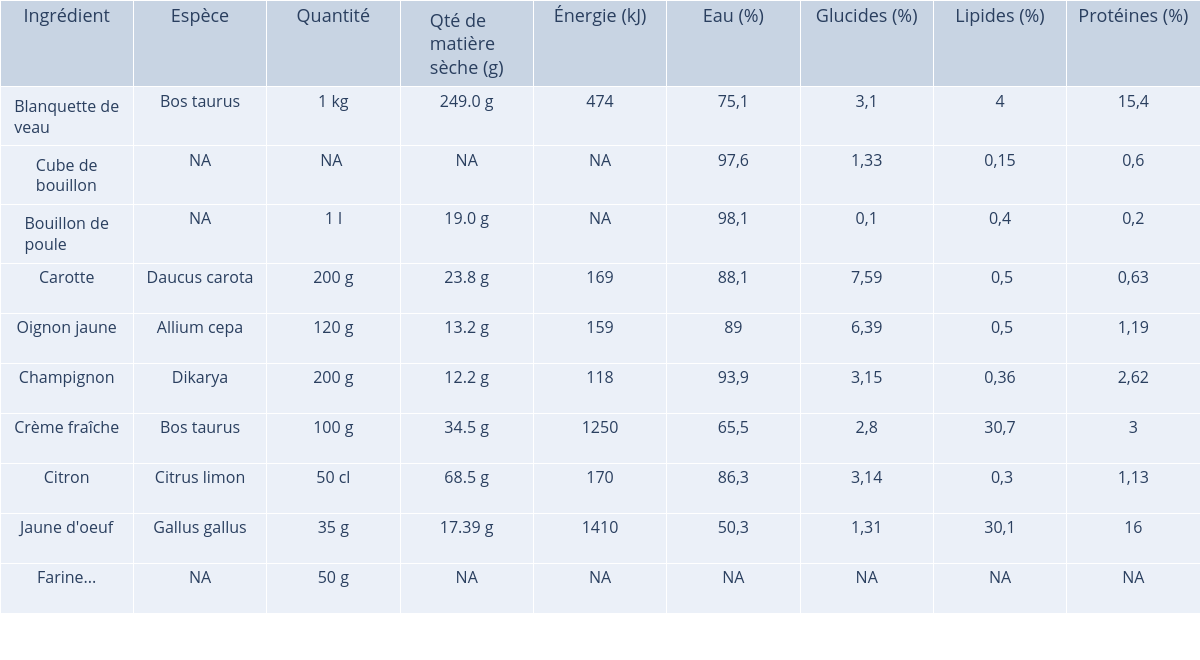 Ingrédient Espèce Quantité Qté de matière sèche (g) Énergie (kJ) Eau (%) Glucides (%) Lipides (%) Protéines (%)
Blanquette de veau Bos taurus 1 kg 249.0 g 474 75,1 3,1 4 15,4
Cube de bouillon NA NA NA NA 97,6 1,33 0,15 0,6
Bouillon de poule NA 1 l 19.0 g NA 98,1 0,1 0,4 0,2
Carotte Daucus carota 200 g 23.8 g 169 88,1 7,59 0,5 0,63
Oignon jaune Allium cepa 120 g 13.2 g 159 89 6,39 0,5 1,19
Champignon Dikarya 200 g 12.2 g 118 93,9 3,15 0,36 2,62
Crème fraîche Bos taurus 100 g 34.5 g 1250 65,5 2,8 30,7 3
Citron Citrus limon 50 cl 68.5 g 170 86,3 3,14 0,3 1,13
Jaune d'oeuf Gallus gallus 35 g 17.39 g 1410 50,3 1,31 30,1 16
Farine... NA 50 g NA NA NA NA NA NA